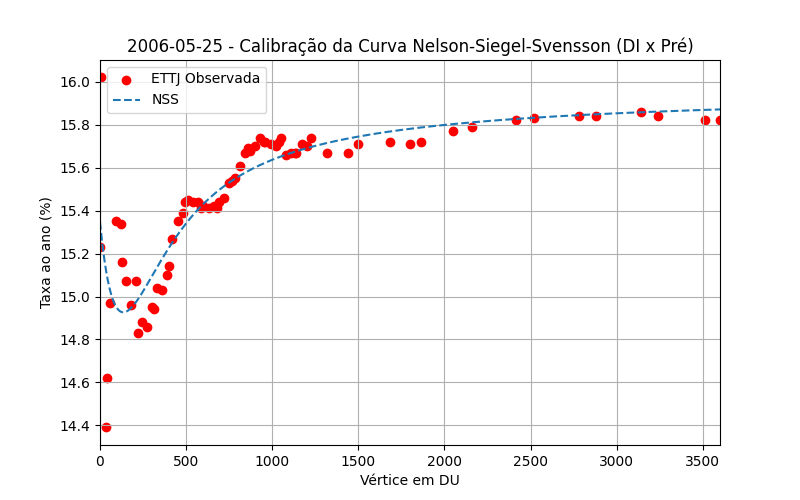 2006-05-25 - Calibração da Curva Nelson-Siegel-Svensson (DI x Pré)
ETTJ Observada
NSS
Taxa ao ano (%)
16.0
15.8
15.6
15.4
15.2
15.0
14.8
14.6
14.4
0 500 1000 1500 2000 2500 3000 3500
Vértice em DU